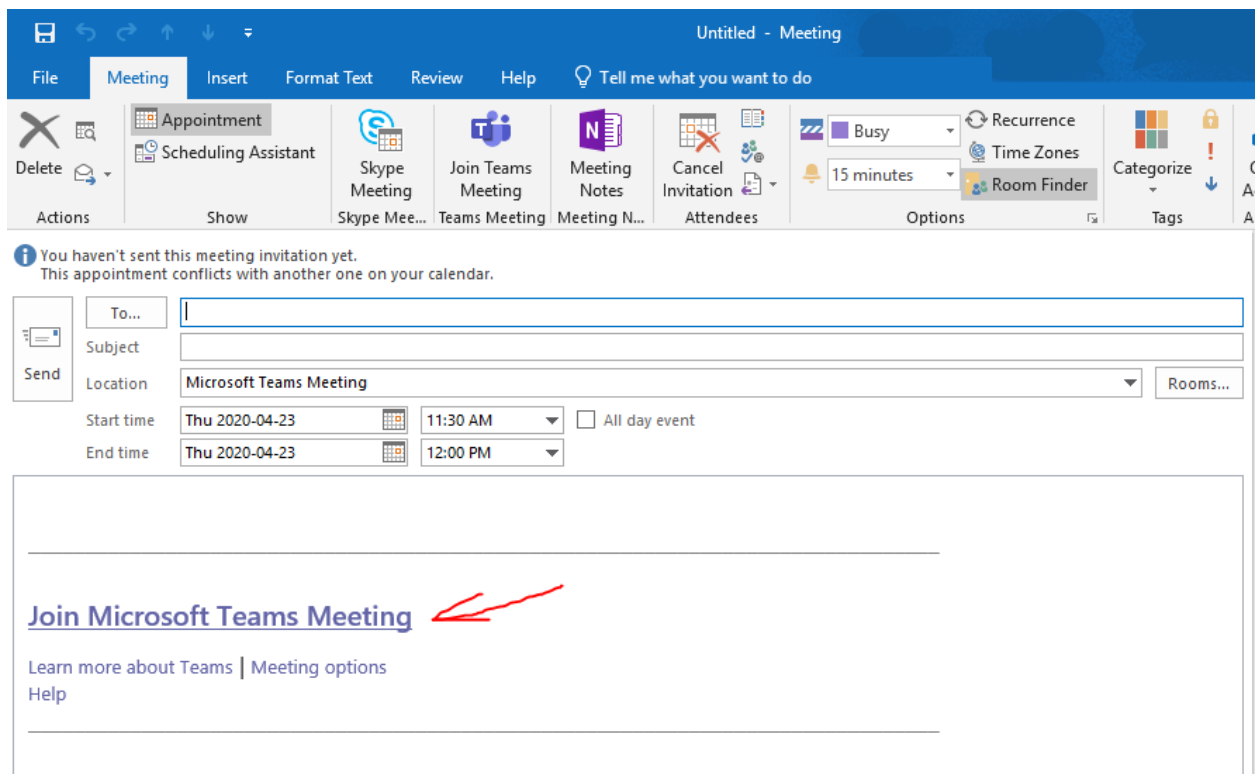 Untitled - Meeting
File Meeting Insert Format Text Review Help Tell me what you want to do
Delete
Actions
Appointment
Scheduling Assistant
Show
Skype
Meeting
Skype Mee...
Join Teams
Meeting
Teams Meeting
Meeting
Notes
Meeting N...
Cancel
Invitation
Attendees
Busy
15 minutes
Recurrence
Time Zones
Room Finder
Options
Categorize
Tags
You haven't sent this meeting invitation yet.
This appointment conflicts with another one on your calendar.
Send
To...
Subject
Location Microsoft Teams Meeting Rooms...
Start time Thu 2020-04-23 11:30 AM All day event
End time Thu 2020-04-23 12:00 PM
Join Microsoft Teams Meeting
Learn more about Teams | Meeting options
Help